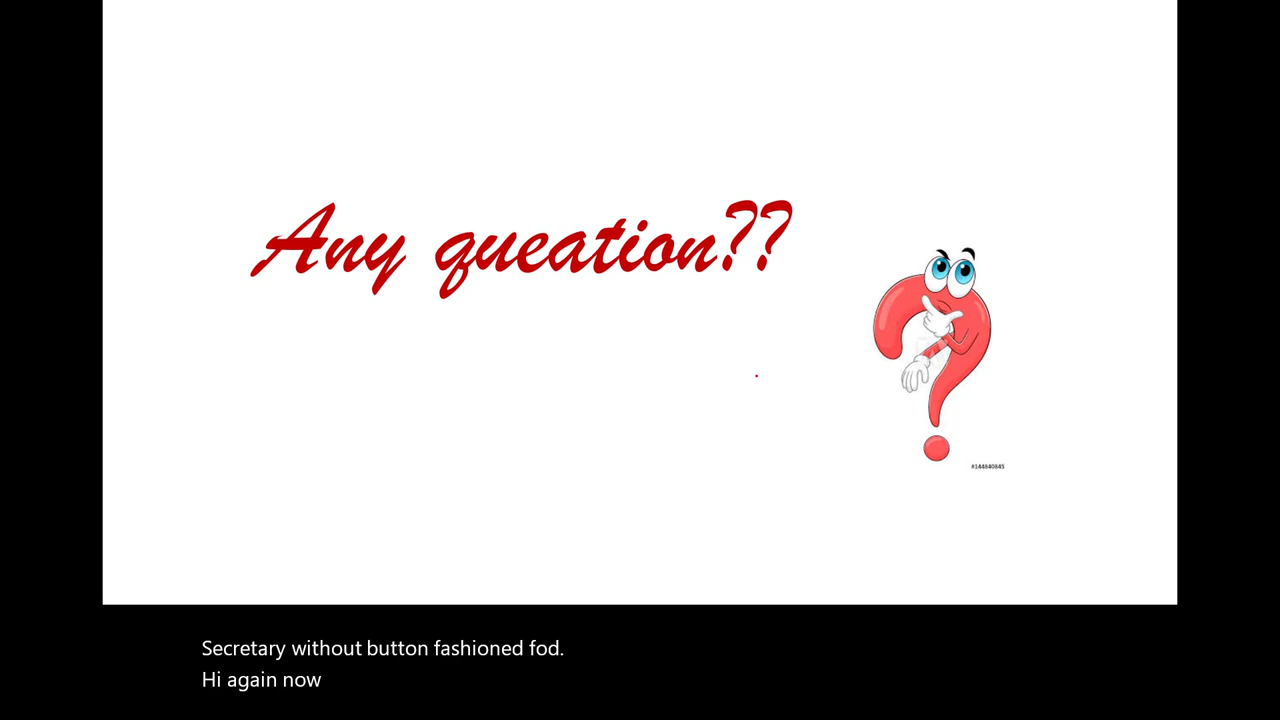 Any queation??
#144840845
Secretary without button fashioned fod.
Hi again now